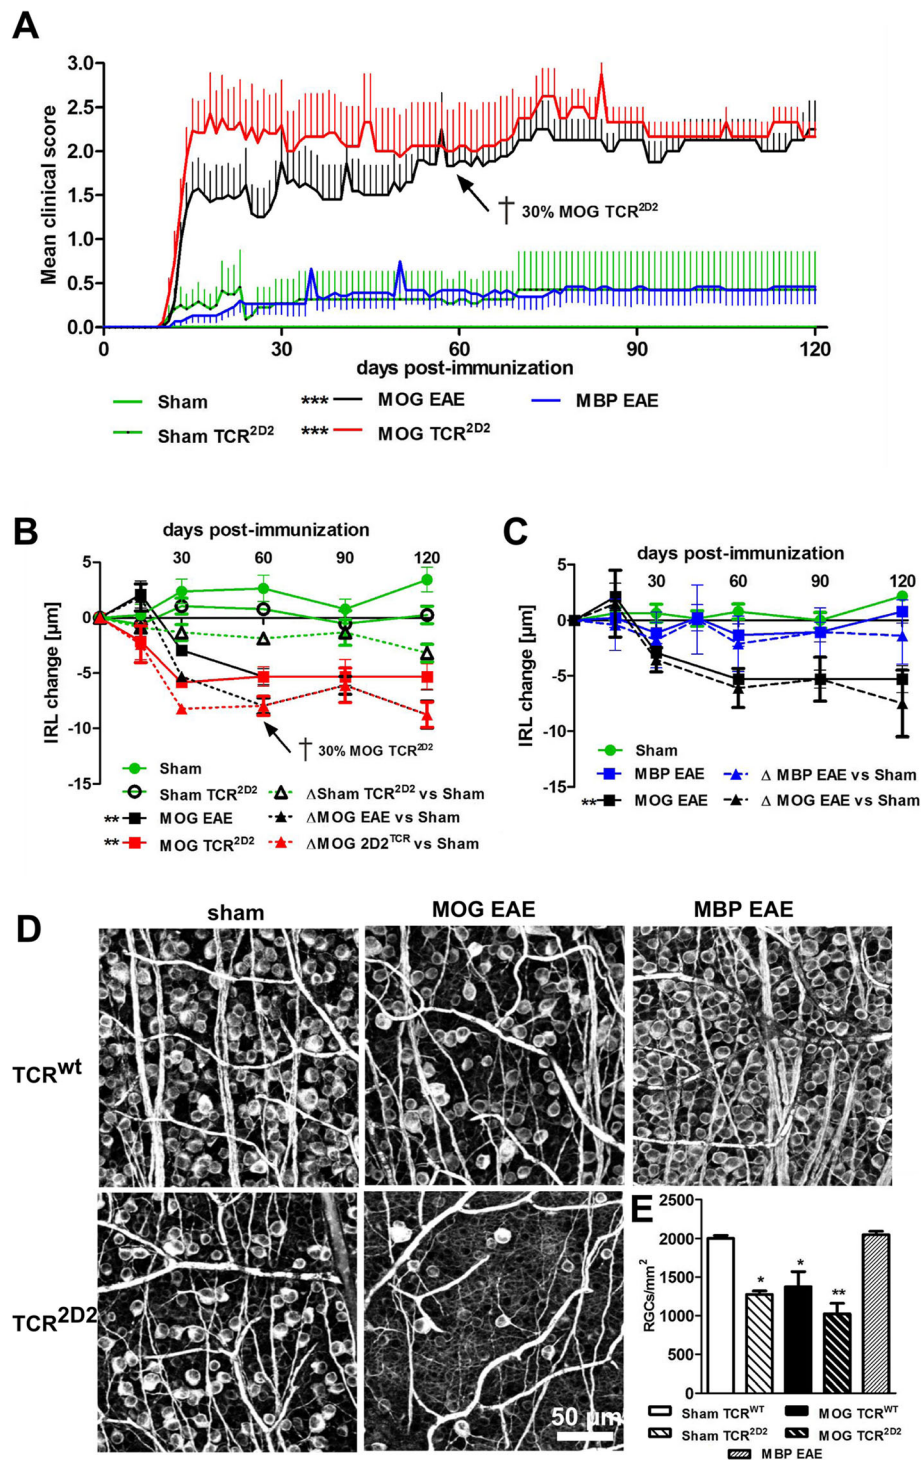 A
Mean clinical score
3.0
2.5
2.0
1.5
1.0
0.5
0.0
† 30% MOG TCR2D2
0 30 60 90 120
days post-immunization
Sham *** MOG EAE MBP EAE
Sham TCR2D2 *** MOG TCR2D2
B
days post-immunization
30 60 90 120
IRL change [µm]
5
0
-5
-10
-15
† 30% MOG TCR2D2
Sham
Sham TCR2D2 ΔSham TCR2D2 vs Sham
** MOG EAE ΔMOG EAE vs Sham
** MOG TCR2D2 ΔMOG 2D2TCR vs Sham
C
days post-immunization
30 60 90 120
IRL change [µm]
5
0
-5
-10
-15
Sham
MBP EAE Δ MBP EAE vs Sham
** MOG EAE Δ MOG EAE vs Sham
D
sham MOG EAE MBP EAE
TCRwt
TCR2D2
50 µm
E
RGCs/mm2
2500
2000
1500
1000
500
0
* * **
Sham TCRWT MOG TCRWT
Sham TCR2D2 MOG TCR2D2
MBP EAE